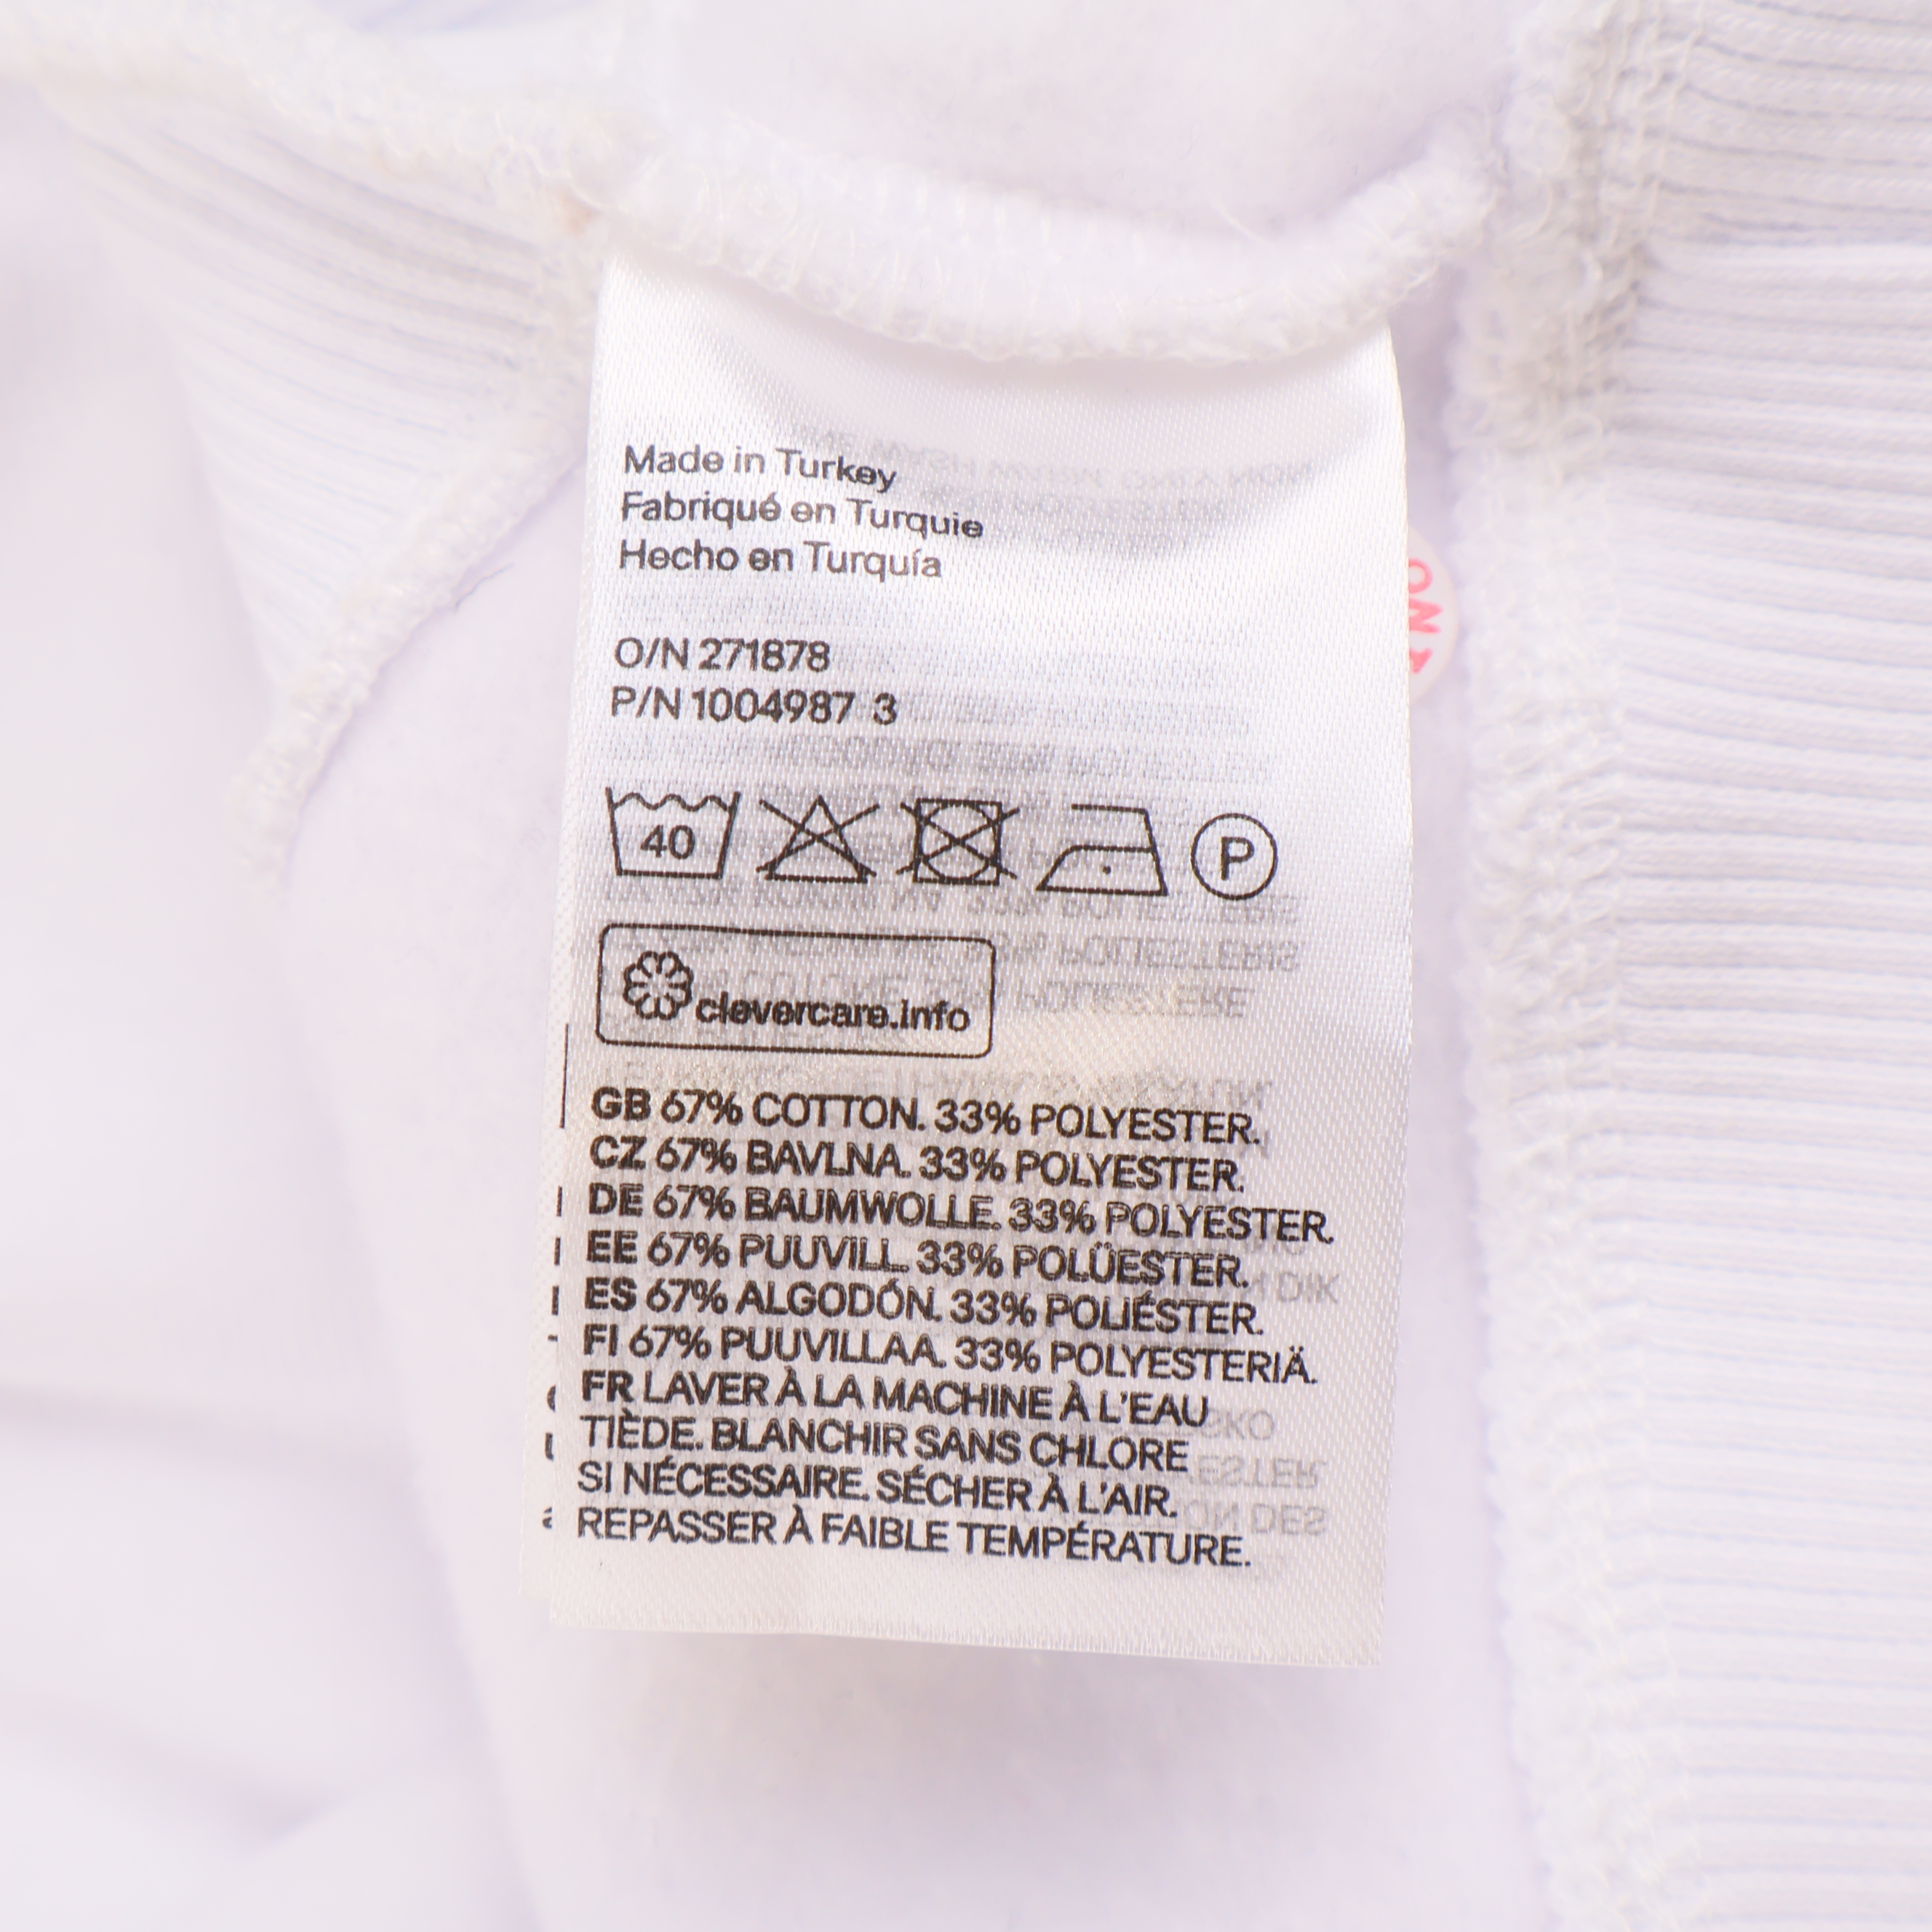 Made in Turkey
Fabriqué en Turquie
Hecho en Turquía
O/N 271878
P/N 1004987 3
40
P
clevercare.info
GB 67% COTTON. 33% POLYESTER.
CZ 67% BAVLNA. 33% POLYESTER.
DE 67% BAUMWOLLE. 33% POLYESTER.
EE 67% PUUVILL. 33% POLÜESTER.
ES 67% ALGODÓN. 33% POLIÉSTER.
FI 67% PUUVILLAA. 33% POLYESTERIÄ.
FR LAVER À LA MACHINE À L'EAU
TIÈDE. BLANCHIR SANS CHLORE
SI NÉCESSAIRE. SÉCHER À L'AIR.
REPASSER À FAIBLE TEMPÉRATURE.